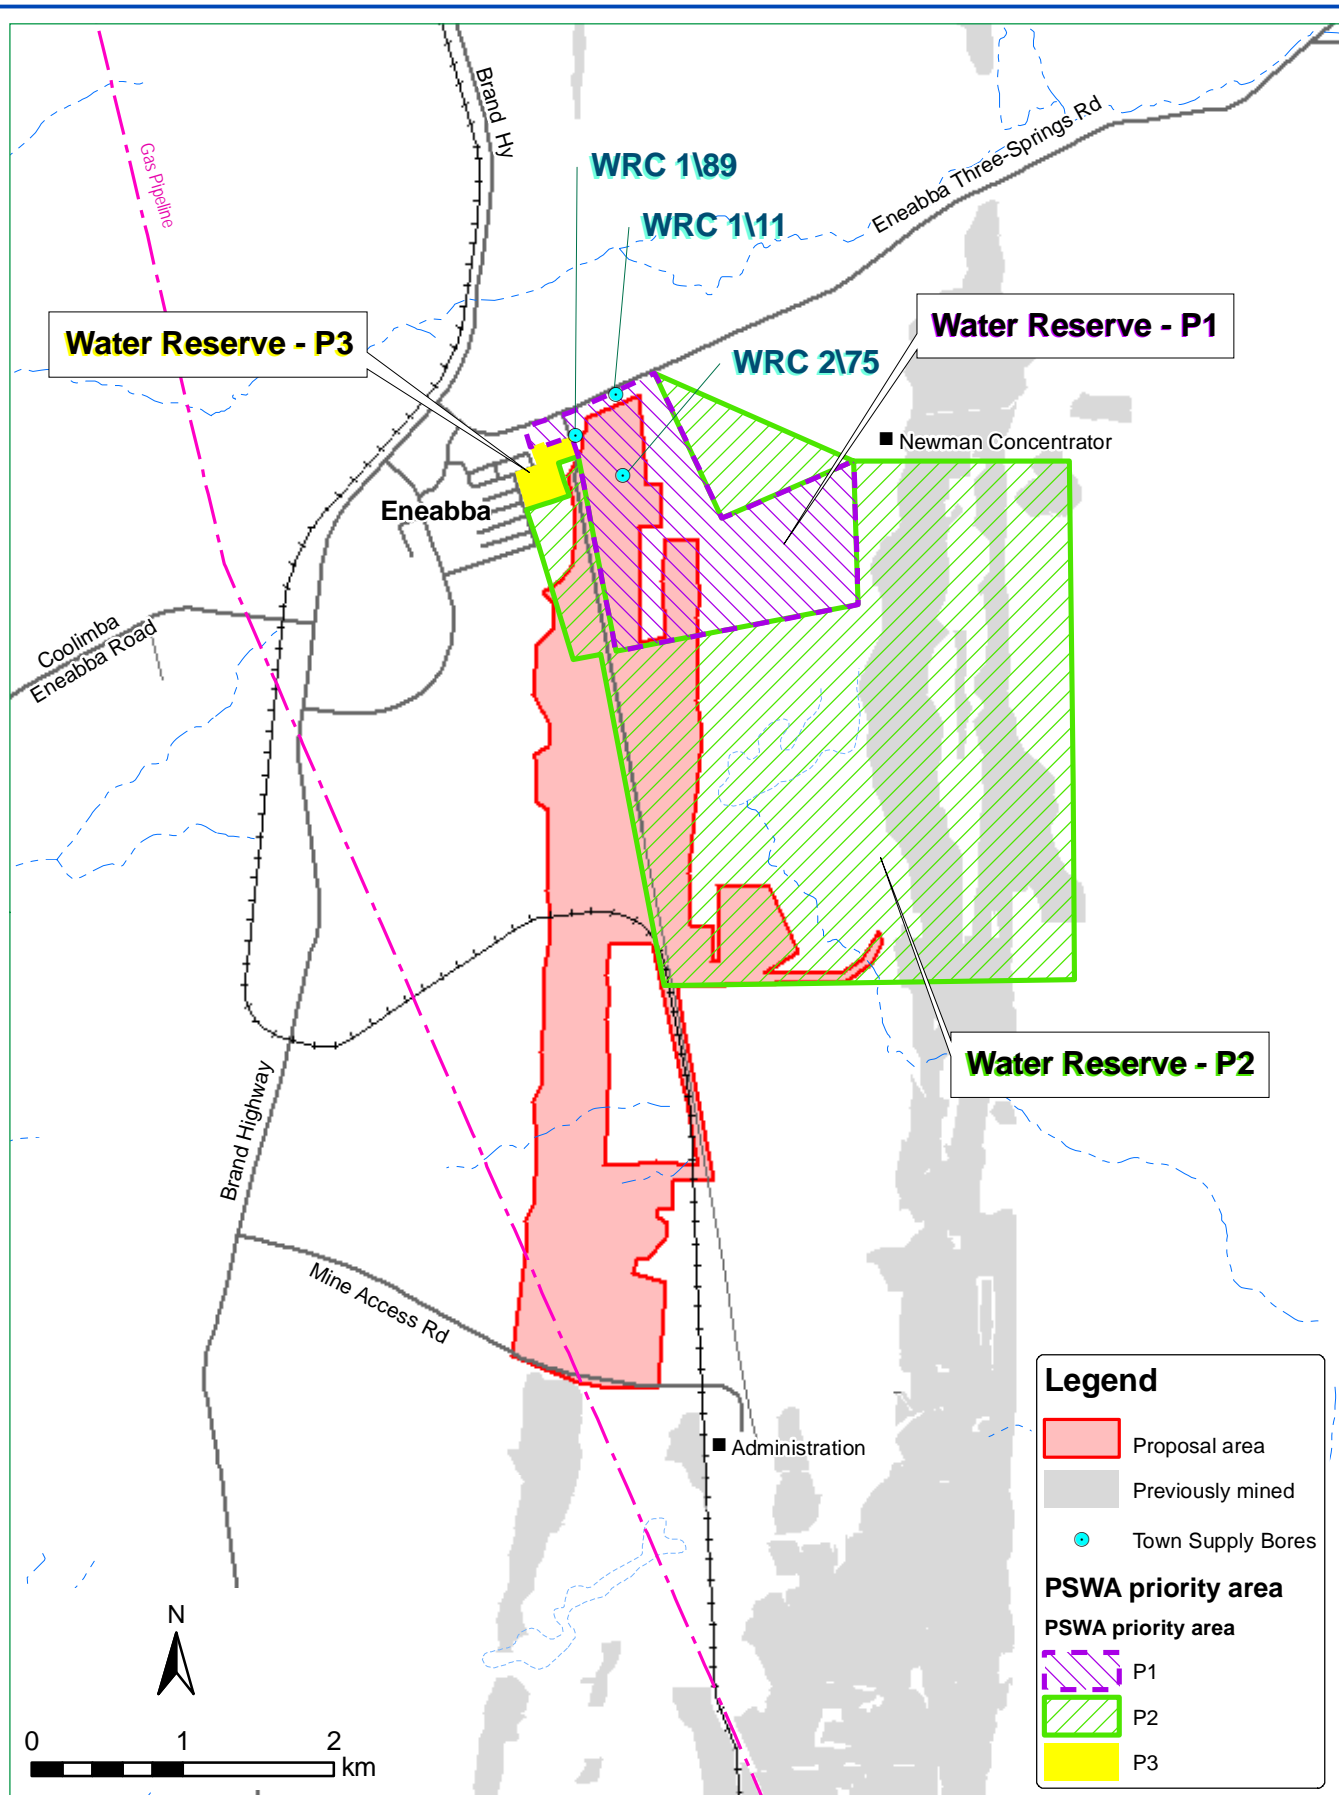 Brand Hy
Gas Pipeline
WRC 1\89
WRC 1\11
Eneabba Three-Springs Rd
Water Reserve - P3
Water Reserve - P1
WRC 2\75
Newman Concentrator
Eneabba
Coolimba
Eneabba Road
Water Reserve - P2
Brand Highway
Mine Access Rd
Administration
Legend
Proposal area
Previously mined
Town Supply Bores
PSWA priority area
PSWA priority area
P1
P2
P3
N
0 1 2
km